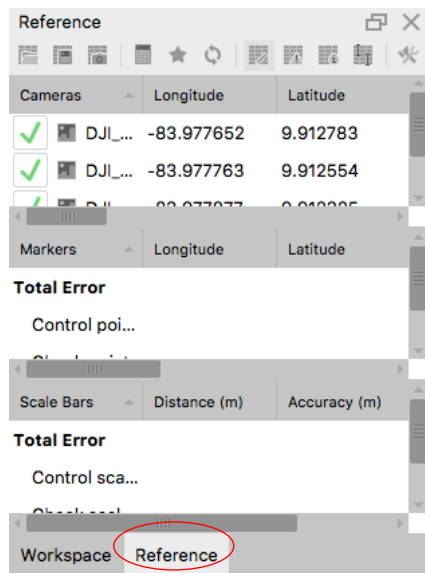 Reference
Cameras Longitude Latitude
DJI_... -83.977652 9.912783
DJI_... -83.977763 9.912554
Markers Longitude Latitude
Total Error
Control poi...
Scale Bars Distance (m) Accuracy (m)
Total Error
Control sca...
Workspace Reference